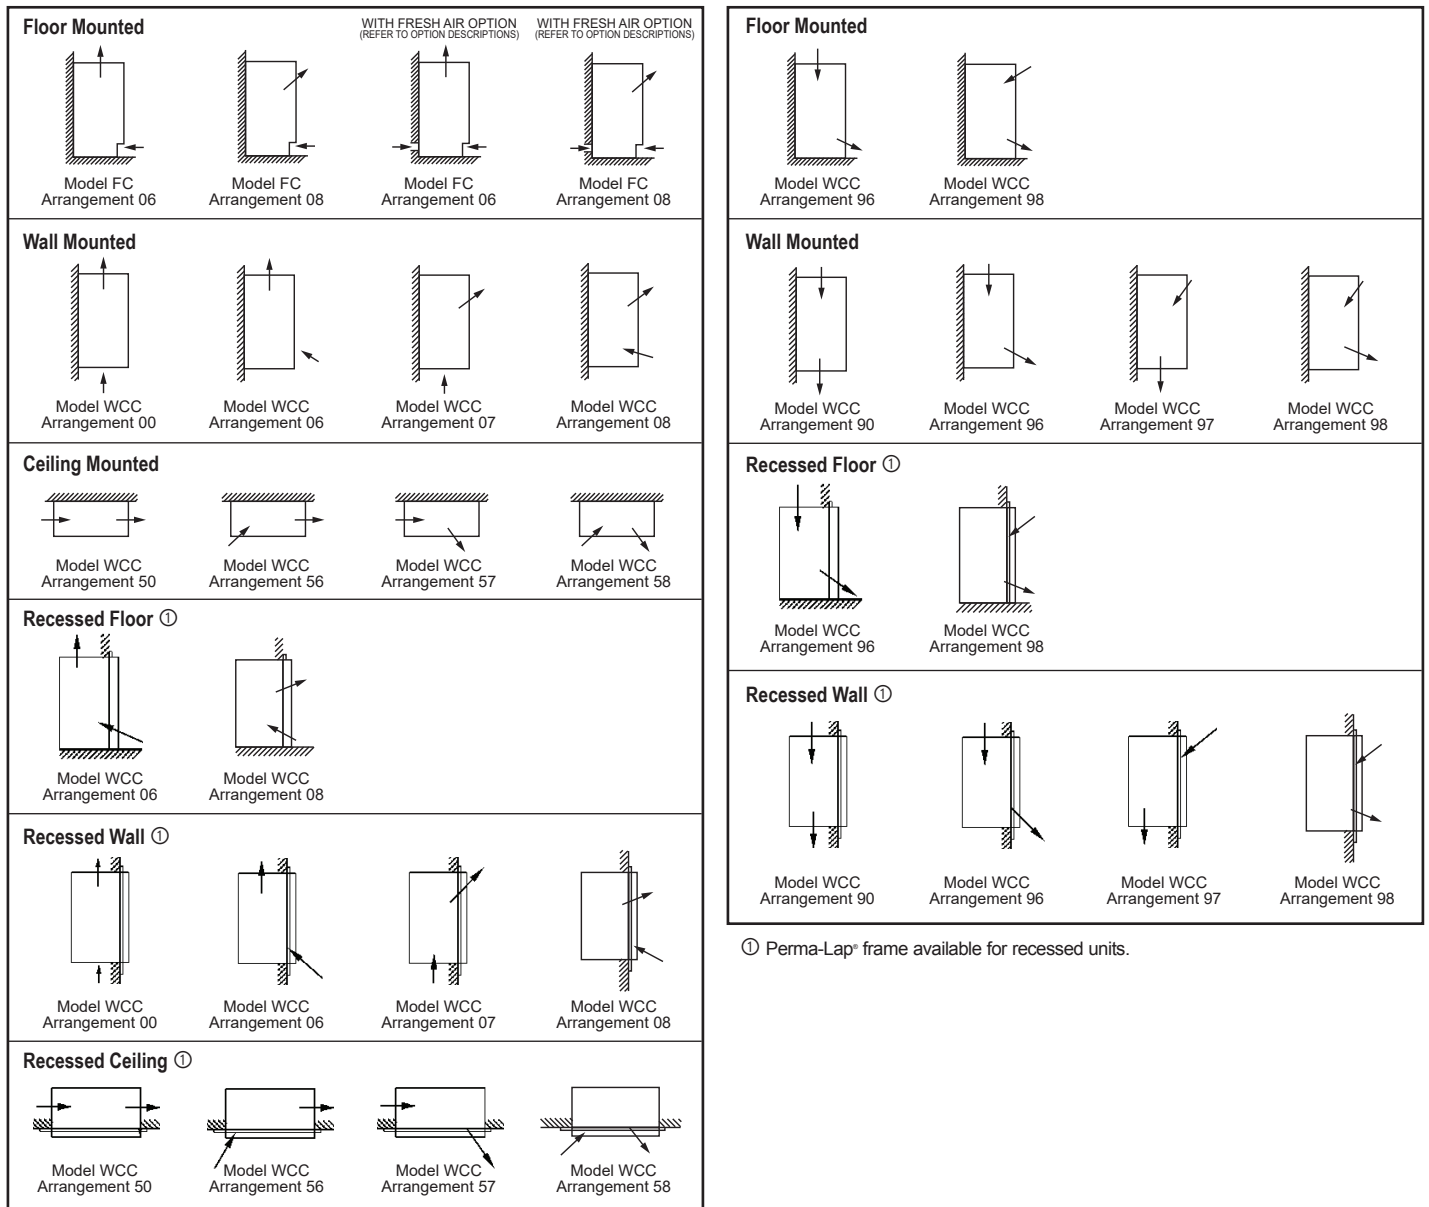 Floor Mounted
WITH FRESH AIR OPTION
(REFER TO OPTION DESCRIPTIONS)
WITH FRESH AIR OPTION
(REFER TO OPTION DESCRIPTIONS)
Model FC
Arrangement 06
Model FC
Arrangement 08
Model FC
Arrangement 06
Model FC
Arrangement 08
Wall Mounted
Model WCC
Arrangement 00
Model WCC
Arrangement 06
Model WCC
Arrangement 07
Model WCC
Arrangement 08
Ceiling Mounted
Model WCC
Arrangement 50
Model WCC
Arrangement 56
Model WCC
Arrangement 57
Model WCC
Arrangement 58
Recessed Floor ①
Model WCC
Arrangement 06
Model WCC
Arrangement 08
Recessed Wall ①
Model WCC
Arrangement 00
Model WCC
Arrangement 06
Model WCC
Arrangement 07
Model WCC
Arrangement 08
Recessed Ceiling ①
Model WCC
Arrangement 50
Model WCC
Arrangement 56
Model WCC
Arrangement 57
Model WCC
Arrangement 58
Floor Mounted
Model WCC
Arrangement 96
Model WCC
Arrangement 98
Wall Mounted
Model WCC
Arrangement 90
Model WCC
Arrangement 96
Model WCC
Arrangement 97
Model WCC
Arrangement 98
Recessed Floor ①
Model WCC
Arrangement 96
Model WCC
Arrangement 98
Recessed Wall ①
Model WCC
Arrangement 90
Model WCC
Arrangement 96
Model WCC
Arrangement 97
Model WCC
Arrangement 98
① Perma-Lap® frame available for recessed units.